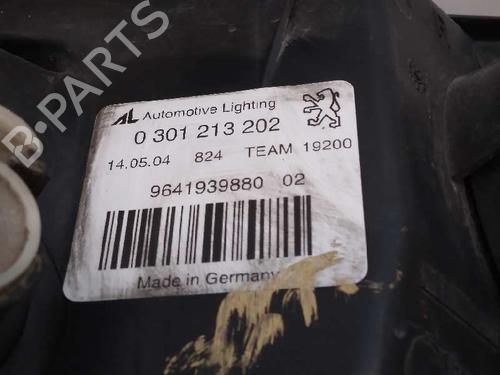 B-PARTS
AL Automotive Lighting
0 301 213 202
14.05.04 824 TEAM 19200
9641939880 02
Made in Germany